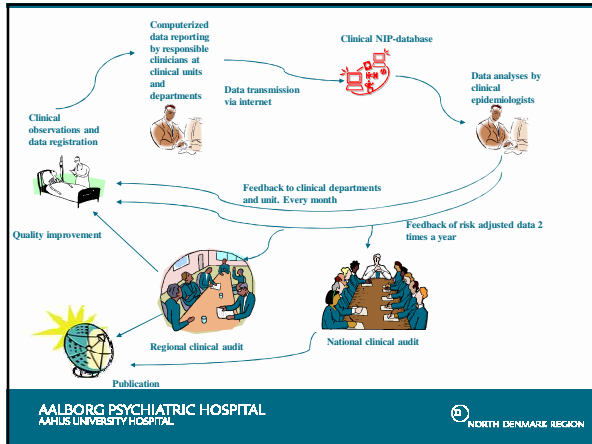 Computerized
data reporting
by responsible
clinicians at
clinical units
and
departments
Clinical NIP-database
Data transmission
via internet
Data analyses by
clinical
epidemiologists
Clinical
observations and
data registration
Feedback to clinical departments
and unit. Every month
Feedback of risk adjusted data 2
times a year
Quality improvement
Regional clinical audit
National clinical audit
Publication
AALBORG PSYCHIATRIC HOSPITAL
AAHUS UNIVERSITY HOSPITAL
NORTH DENMARK REGION